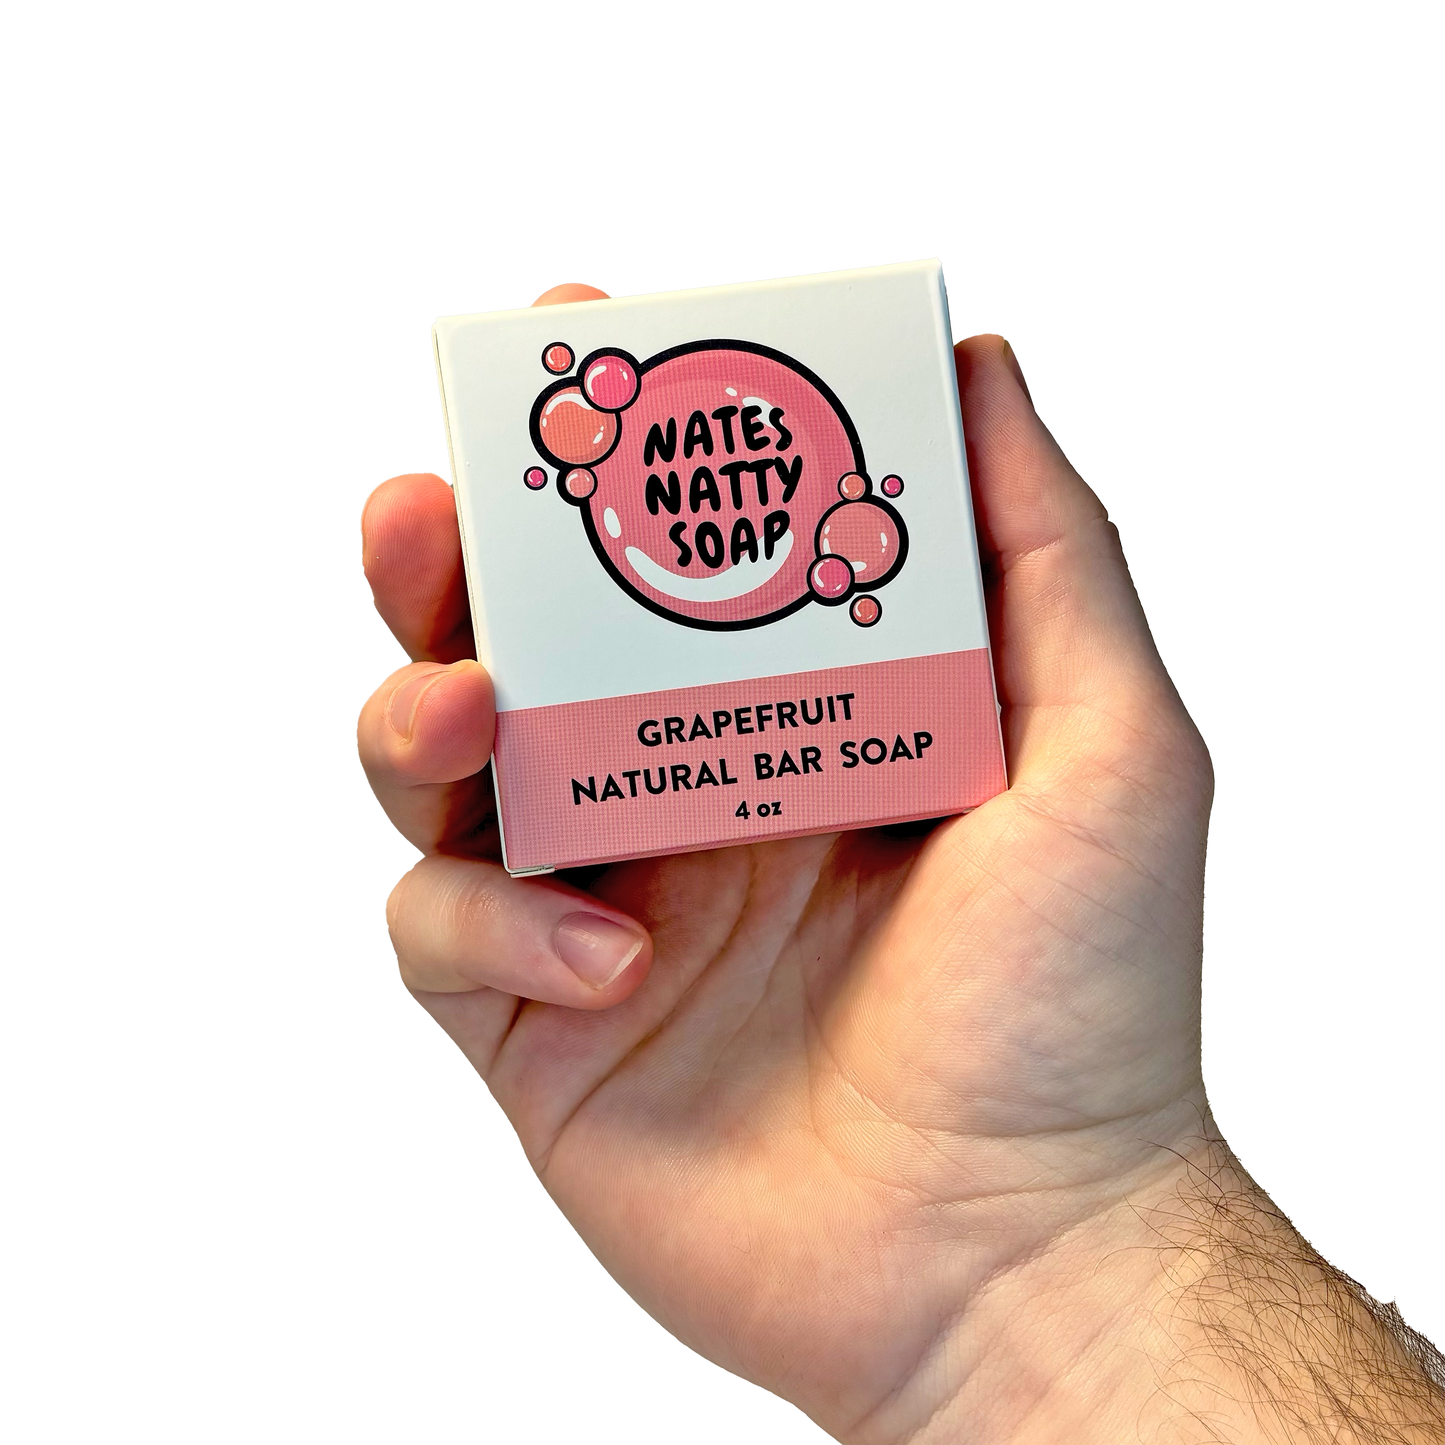 NATES
NATTY
SOAP
GRAPEFRUIT
NATURAL BAR SOAP
4 oz